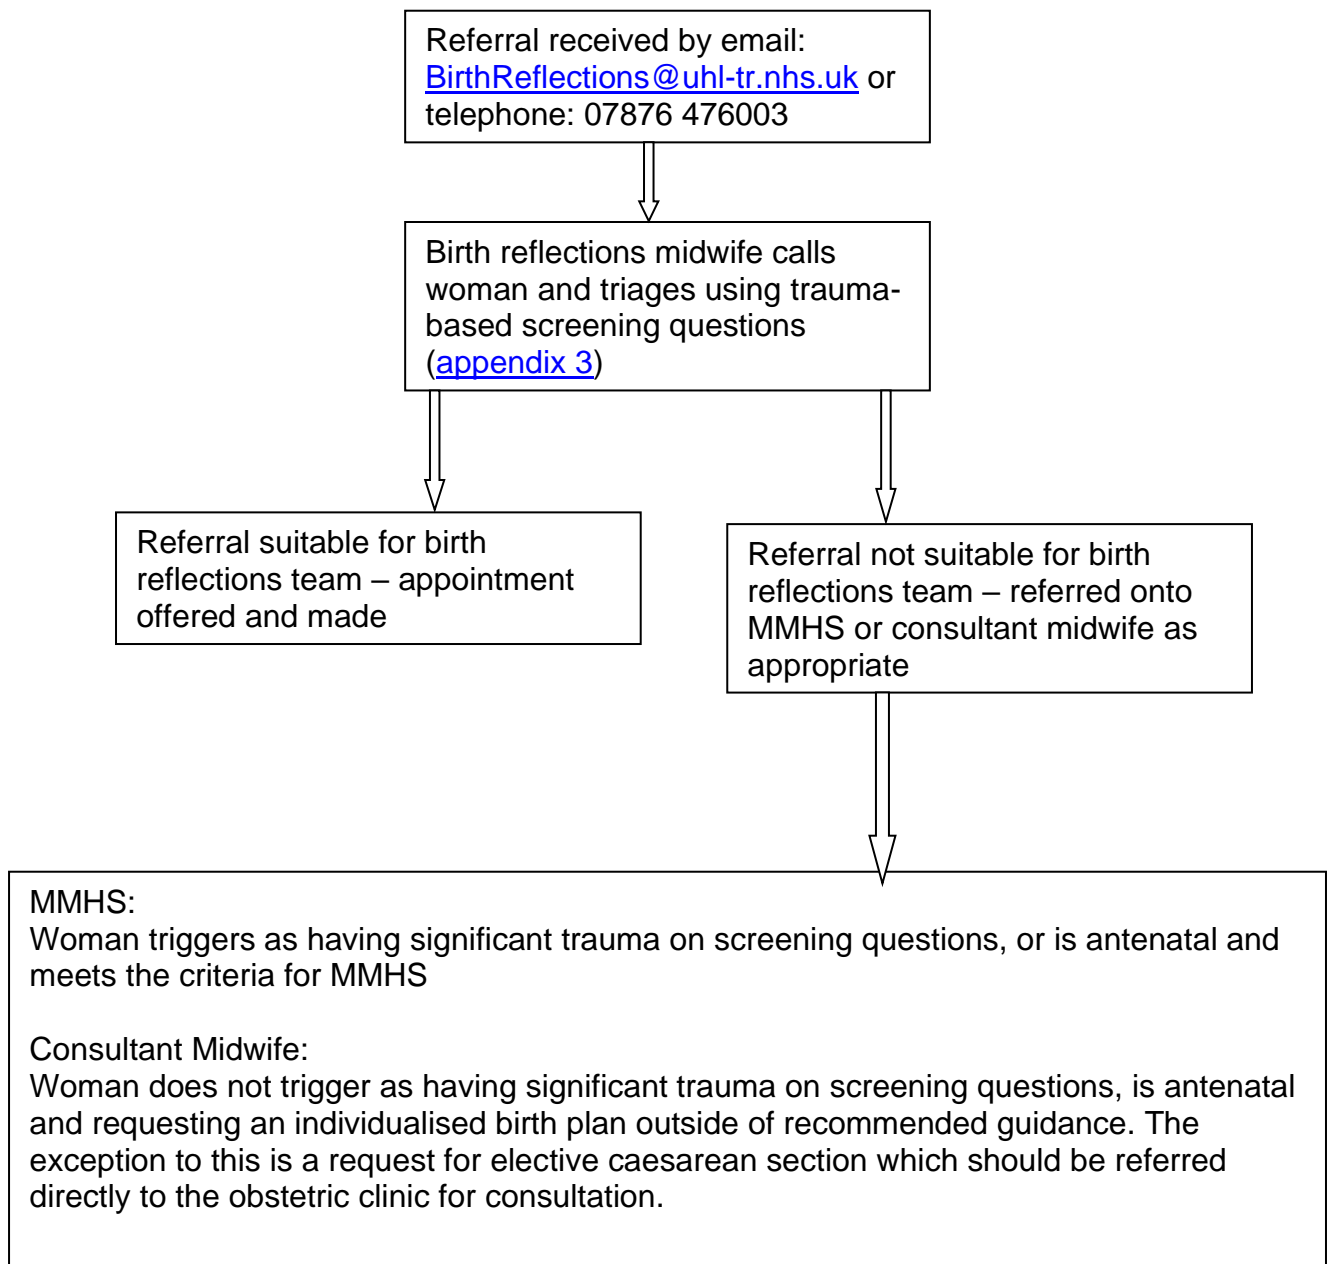 Referral received by email:
BirthReflections@uhl-tr.nhs.uk or
telephone: 07876 476003
Birth reflections midwife calls
woman and triages using trauma-
based screening questions
(appendix 3)
Referral suitable for birth
reflections team – appointment
offered and made
Referral not suitable for birth
reflections team – referred onto
MMHS or consultant midwife as
appropriate
MMHS:
Woman triggers as having significant trauma on screening questions, or is antenatal and
meets the criteria for MMHS
Consultant Midwife:
Woman does not trigger as having significant trauma on screening questions, is antenatal
and requesting an individualised birth plan outside of recommended guidance. The
exception to this is a request for elective caesarean section which should be referred
directly to the obstetric clinic for consultation.